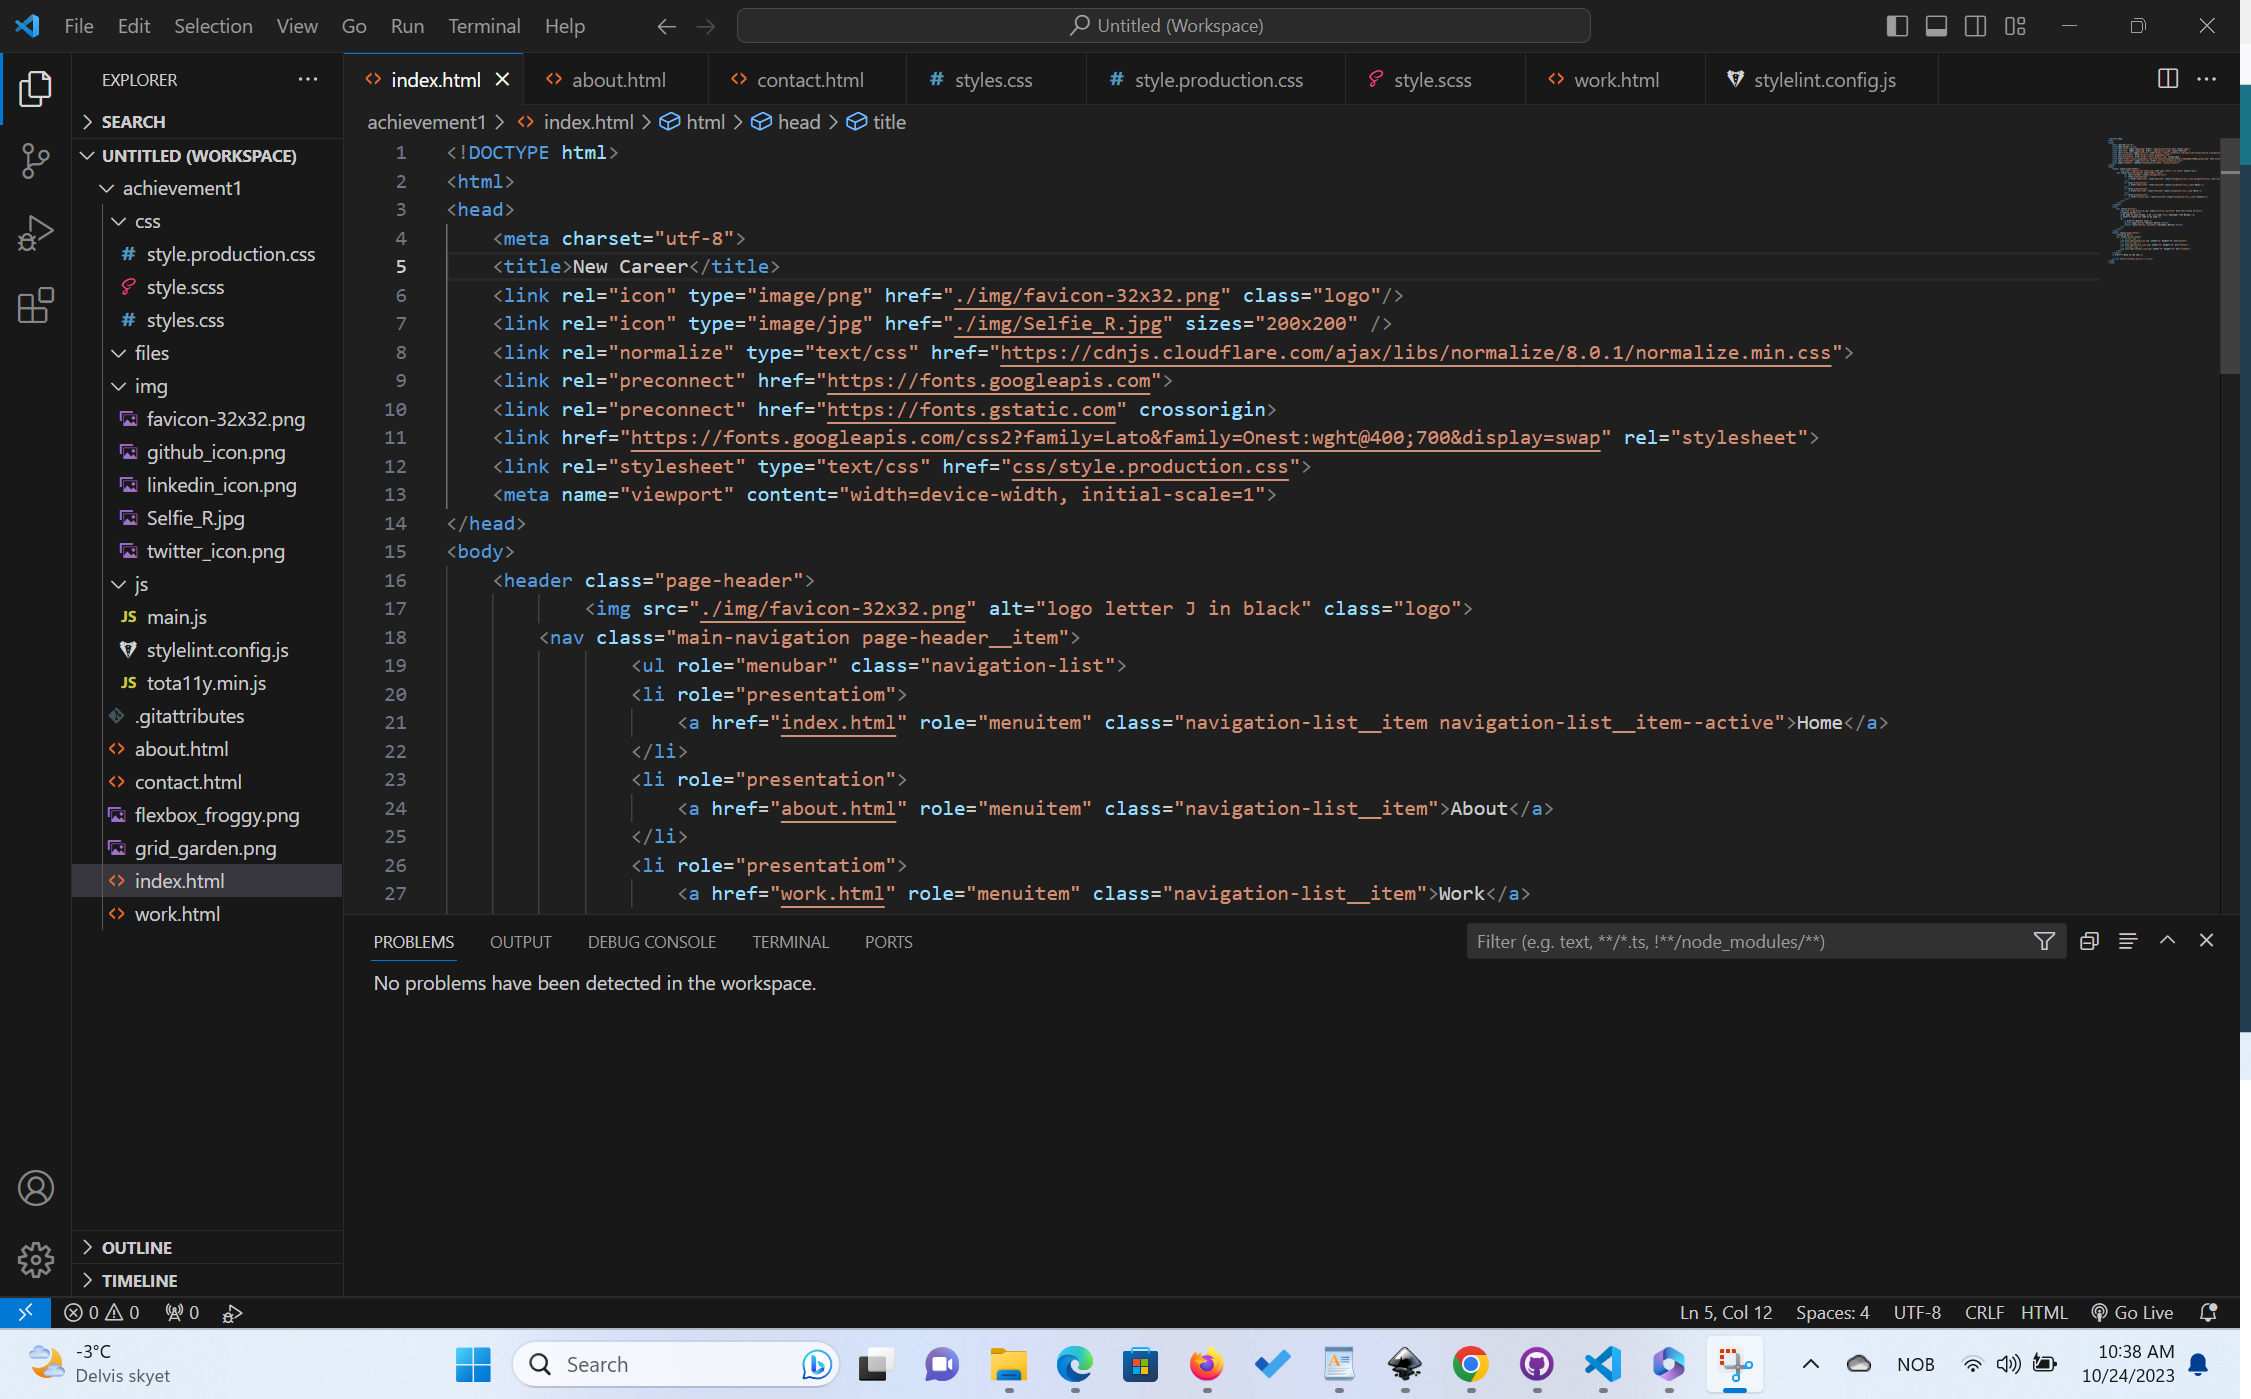 File Edit Selection View Go Run Terminal Help
Untitled (Workspace)
EXPLORER
SEARCH
UNTITLED (WORKSPACE)
achievement1
css
style.production.css
style.scss
styles.css
files
img
favicon-32x32.png
github_icon.png
linkedin_icon.png
Selfie_R.jpg
twitter_icon.png
js
JS main.js
stylelint.config.js
JS tota11y.min.js
.gitattributes
about.html
contact.html
flexbox_froggy.png
grid_garden.png
index.html
work.html
OUTLINE
TIMELINE
index.html about.html contact.html styles.css style.production.css style.scss work.html stylelint.config.js
achievement1 > index.html > html > head > title
1 <!DOCTYPE html>
2 <html>
3 <head>
4 <meta charset="utf-8">
5 <title>New Career</title>
6 <link rel="icon" type="image/png" href="./img/favicon-32x32.png" class="logo"/>
7 <link rel="icon" type="image/jpg" href="./img/Selfie_R.jpg" sizes="200x200" />
8 <link rel="normalize" type="text/css" href="https://cdnjs.cloudflare.com/ajax/libs/normalize/8.0.1/normalize.min.css">
9 <link rel="preconnect" href="https://fonts.googleapis.com">
10 <link rel="preconnect" href="https://fonts.gstatic.com" crossorigin>
11 <link href="https://fonts.googleapis.com/css2?family=Lato&family=Onest:wght@400;700&display=swap" rel="stylesheet">
12 <link rel="stylesheet" type="text/css" href="css/style.production.css">
13 <meta name="viewport" content="width=device-width, initial-scale=1">
14 </head>
15 <body>
16 <header class="page-header">
17 <img src="./img/favicon-32x32.png" alt="logo letter J in black" class="logo">
18 <nav class="main-navigation page-header__item">
19 <ul role="menubar" class="navigation-list">
20 <li role="presentatiom">
21 <a href="index.html" role="menuitem" class="navigation-list__item navigation-list__item--active">Home</a>
22 </li>
23 <li role="presentation">
24 <a href="about.html" role="menuitem" class="navigation-list__item">About</a>
25 </li>
26 <li role="presentatiom">
27 <a href="work.html" role="menuitem" class="navigation-list__item">Work</a>
PROBLEMS OUTPUT DEBUG CONSOLE TERMINAL PORTS
Filter (e.g. text, **/*.ts, !**/node_modules/**)
No problems have been detected in the workspace.
0 0 0
Ln 5, Col 12 Spaces: 4 UTF-8 CRLF HTML Go Live
-3°C
Delvis skyet
Search
NOB
10:38 AM
10/24/2023